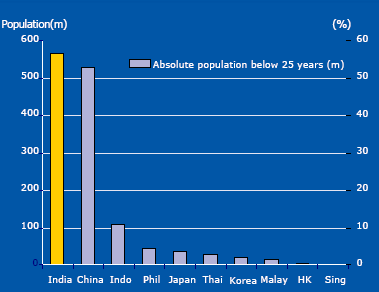 Population(m) (%)
600 60
Absolute population below 25 years (m)
500 50
400 40
300 30
200 20
100 10
0 0
India China Indo Phil Japan Thai Korea Malay HK Sing